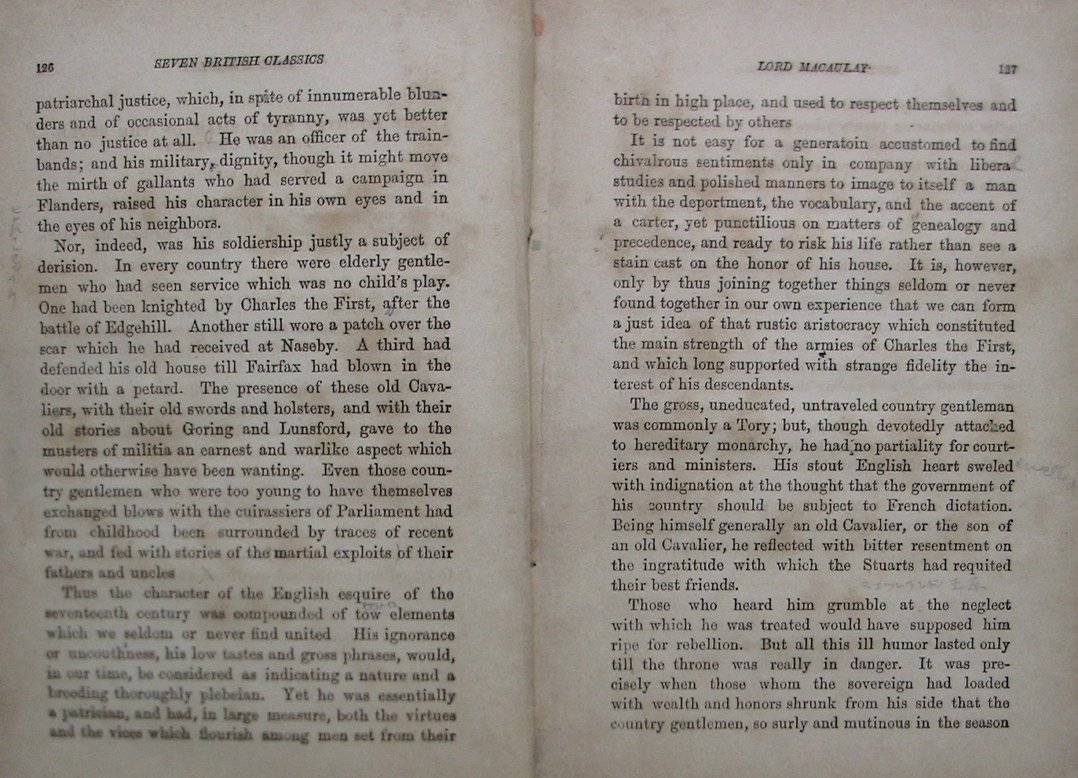 126
SEVEN BRITISH CLASSICS
patriarchal justice, which, in spite of innumerable blun-
ders and of occasional acts of tyranny, was yet better
than no justice at all. He was an officer of the train-
bands; and his military, dignity, though it might move
the mirth of gallants who had served a campaign in
Flanders, raised his character in his own eyes and in
the eyes of his neighbors.
Nor, indeed, was his soldiership justly a subject of
derision. In every country there were elderly gentle-
men who had seen service which was no child's play.
One had been knighted by Charles the First, after the
battle of Edgehill. Another still wore a patch over the
scar which he had received at Naseby. A third had
defended his old house till Fairfax had blown in the
door with a petard. The presence of these old Cava-
liers, with their old swords and holsters, and with their
old stories about Goring and Lunsford, gave to the
musters of militia an earnest and warlike aspect which
would otherwise have been wanting. Even those coun-
try gentlemen who were too young to have themselves
exchanged blows with the cuirassiers of Parliament had
from childhood been surrounded by traces of recent
war, and fed with stories of the martial exploits of their
fathers and uncles
Thus the character of the English esquire of the
seventeenth century was compounded of tow elements
which we seldom or never find united His ignorance
or uncouthness, his low tastes and gross phrases, would,
in our time, be considered as indicating a nature and a
breeding thoroughly plebeian. Yet he was essentially
a patrician, and had, in large measure, both the virtues
and the vices which flourish among men set from their
LORD MACAULAY
127
birth in high place, and used to respect themselves and
to be respected by others
It is not easy for a generatoin accustomed to find
chivalrous sentiments only in company with libera
studies and polished manners to image to itself a man
with the deportment, the vocabulary, and the accent of
a carter, yet punctilious on matters of genealogy and
precedence, and ready to risk his life rather than see a
stain cast on the honor of his house. It is, however,
only by thus joining together things seldom or never
found together in our own experience that we can form
a just idea of that rustic aristocracy which constituted
the main strength of the armies of Charles the First,
and which long supported with strange fidelity the in-
terest of his descendants.
The gross, uneducated, untraveled country gentleman
was commonly a Tory; but, though devotedly attached
to hereditary monarchy, he had no partiality for court-
iers and ministers. His stout English heart sweled
with indignation at the thought that the government of
his country should be subject to French dictation.
Being himself generally an old Cavalier, or the son of
an old Cavalier, he reflected with bitter resentment on
the ingratitude with which the Stuarts had requited
their best friends.
Those who heard him grumble at the neglect
with which he was treated would have supposed him
ripe for rebellion. But all this ill humor lasted only
till the throne was really in danger. It was pre-
cisely when those whom the sovereign had loaded
with wealth and honors shrunk from his side that the
country gentlemen, so surly and mutinous in the season